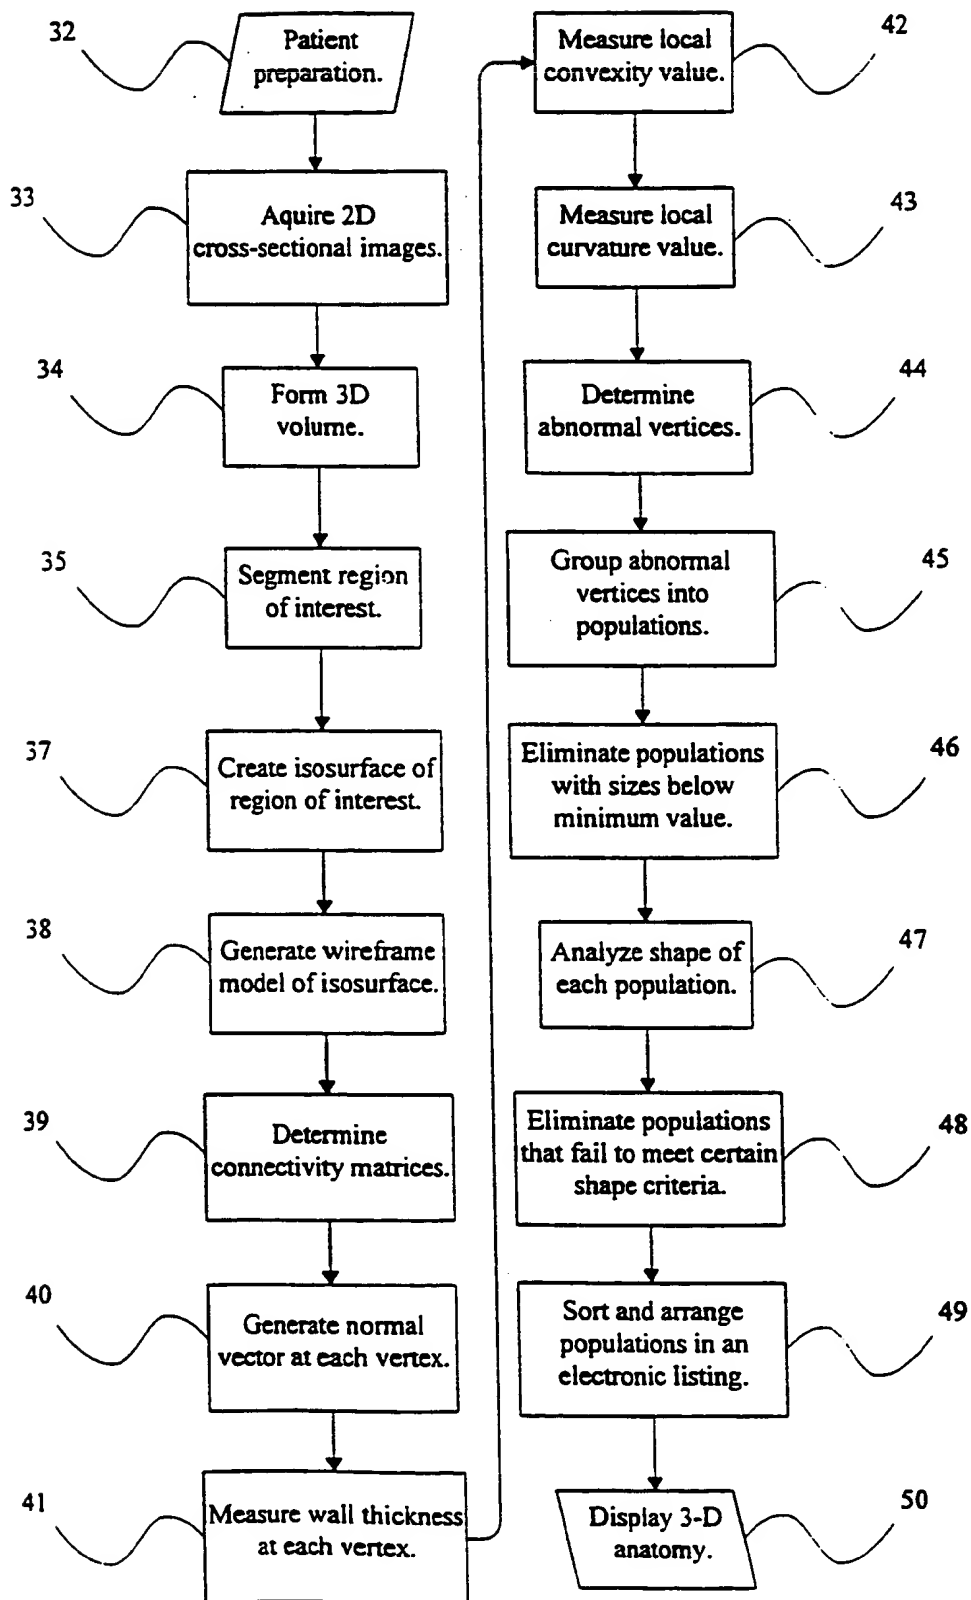 32
Patient
preparation.
33
Aquire 2D
cross-sectional images.
34
Form 3D
volume.
35
Segment region
of interest.
37
Create isosurface of
region of interest.
38
Generate wireframe
model of isosurface.
39
Determine
connectivity matrices.
40
Generate normal
vector at each vertex.
41
Measure wall thickness
at each vertex.
42
Measure local
convexity value.
43
Measure local
curvature value.
44
Determine
abnormal vertices.
45
Group abnormal
vertices into
populations.
46
Eliminate populations
with sizes below
minimum value.
47
Analyze shape of
each population.
48
Eliminate populations
that fail to meet certain
shape criteria.
49
Sort and arrange
populations in an
electronic listing.
50
Display 3-D
anatomy.